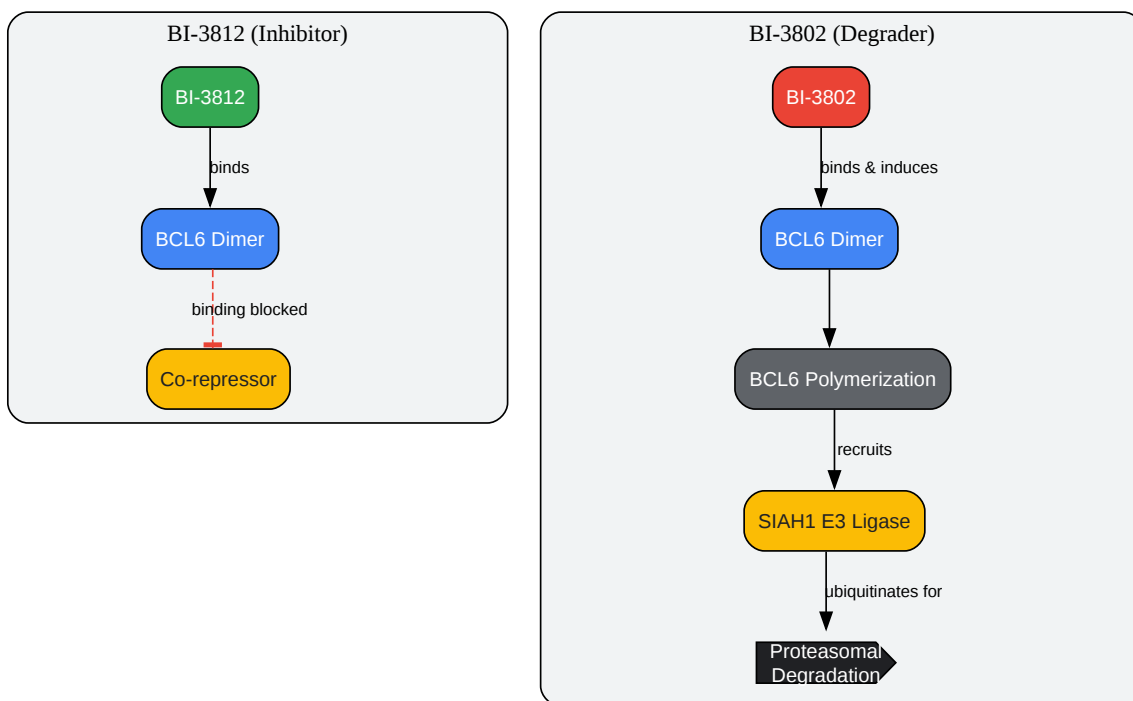 BI-3812 (Inhibitor)
BI-3812
binds
BCL6 Dimer
binding blocked
Co-repressor
BI-3802 (Degrader)
BI-3802
binds & induces
BCL6 Dimer
BCL6 Polymerization
recruits
SIAH1 E3 Ligase
ubiquitinates for
Proteasomal
Degradation